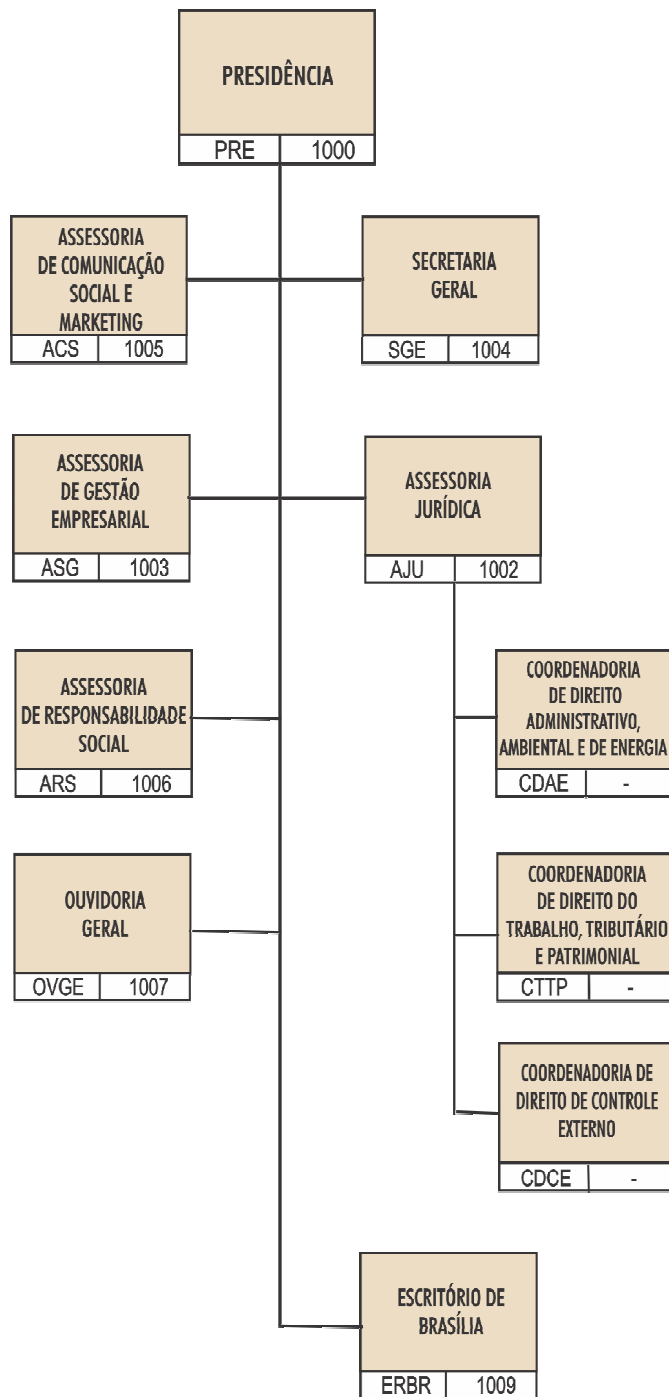 PRESIDÊNCIA
PRE 1000
ASSESSORIA
DE COMUNICAÇÃO
SOCIAL E
MARKETING
ACS 1005
SECRETARIA
GERAL
SGE 1004
ASSESSORIA
DE GESTÃO
EMPRESARIAL
ASG 1003
ASSESSORIA
JURÍDICA
AJU 1002
ASSESSORIA
DE RESPONSABILIDADE
SOCIAL
ARS 1006
COORDENADORIA
DE DIREITO
ADMINISTRATIVO,
AMBIENTAL E DE ENERGIA
CDAE -
OUVIDORIA
GERAL
OVGE 1007
COORDENADORIA
DE DIREITO DO
TRABALHO, TRIBUTÁRIO
E PATRIMONIAL
CTTP -
COORDENADORIA DE
DIREITO DE CONTROLE
EXTERNO
CDCE -
ESCRITÓRIO DE
BRASÍLIA
ERBR 1009